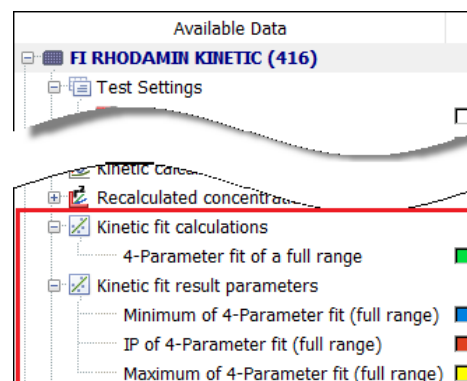 Available Data
FI RHODAMIN KINETIC (416)
Test Settings
Kinetic
Recalculated
Kinetic fit calculations
4-Parameter fit of a full range
Kinetic fit result parameters
Minimum of 4-Parameter fit (full range)
IP of 4-Parameter fit (full range)
Maximum of 4-Parameter fit (full range)